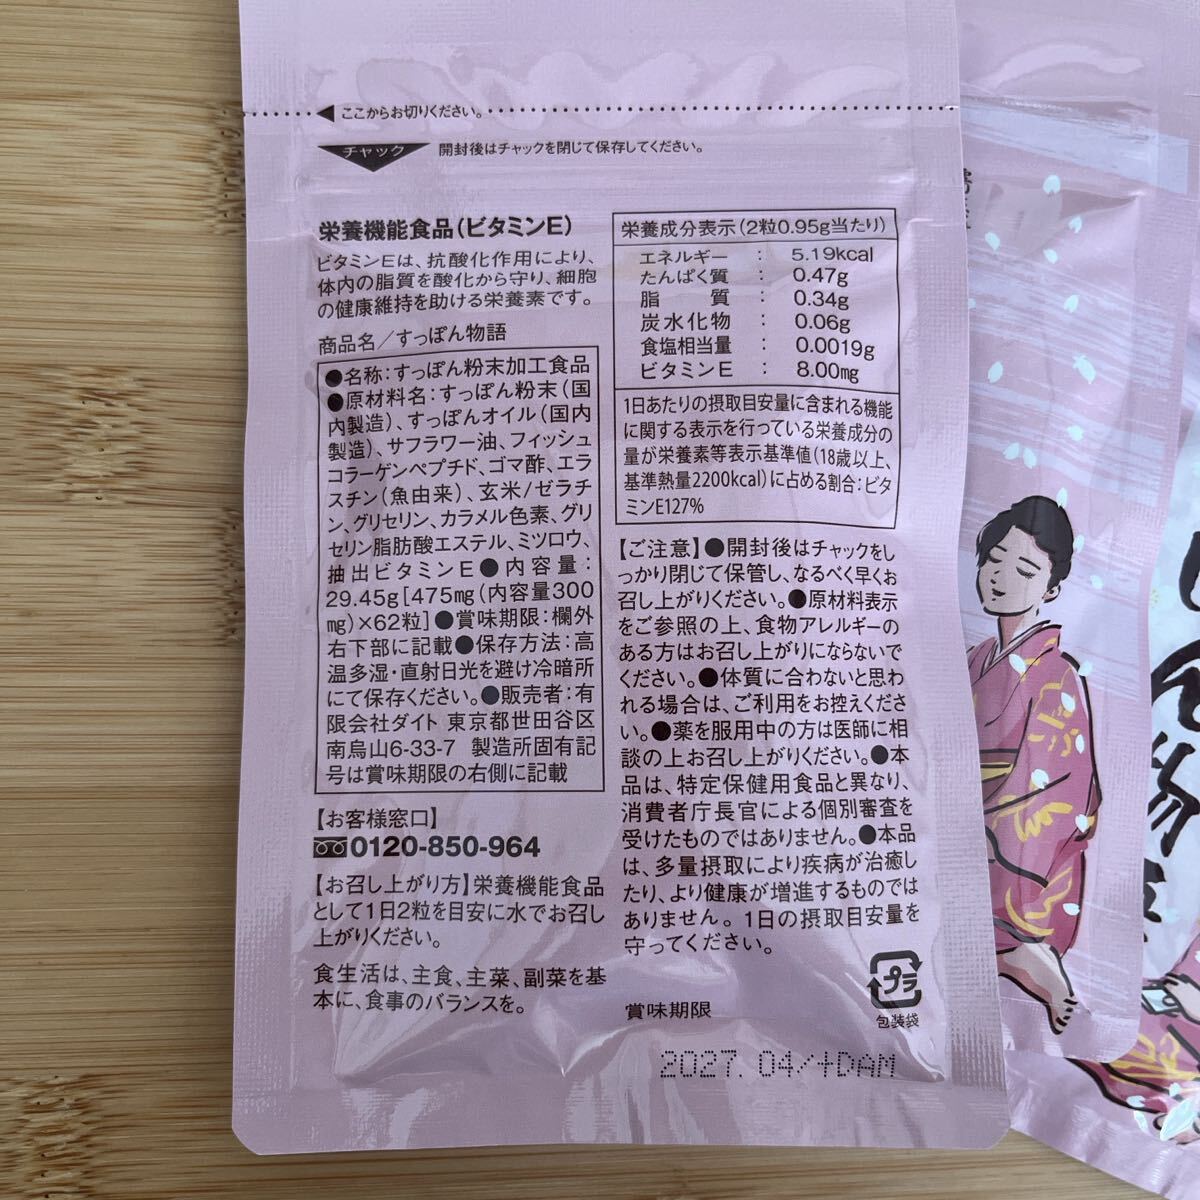 ここからお切りください。
チャック
開封後はチャックを閉じて保存してください。
栄養機能食品(ビタミンE)
ビタミンEは、抗酸化作用により、
体内の脂質を酸化から守り、細胞
の健康維持を助ける栄養素です。
商品名／すっぽん物語
●名称:すっぽん粉末加工食品
●原材料名:すっぽん粉末(国
内製造)、すっぽんオイル(国内
製造)、サフラワー油、フィッシュ
コラーゲンペプチド、ゴマ酢、エラ
スチン(魚由来)、玄米/ゼラチ
ン、グリセリン、カラメル色素、グリ
セリン脂肪酸エステル、ミツロウ、
抽出ビタミンE●内容量:
29.45g[475mg(内容量300
mg)×62粒]●賞味期限:欄外
右下部に記載●保存方法:高
温多湿・直射日光を避け冷暗所
にて保存ください。●販売者:有
限会社ダイト 東京都世田谷区
南烏山6-33-7 製造所固有記
号は賞味期限の右側に記載
【お客様窓口】
0120-850-964
【お召し上がり方】栄養機能食品
として1日2粒を目安に水でお召し
上がりください。
食生活は、主食、主菜、副菜を基
本に、食事のバランスを。
栄養成分表示(2粒0.95g当たり)
エネルギー : 5.19kcal
たんぱく質 : 0.47g
脂質 : 0.34g
炭水化物 : 0.06g
食塩相当量 : 0.0019g
ビタミンE : 8.00mg
1日あたりの摂取目安量に含まれる機能
に関する表示を行っている栄養成分の
量が栄養素等表示基準値(18歳以上、
基準熱量2200kcal)に占める割合:ビタ
ミンE127%
【ご注意】●開封後はチャックをし
っかり閉じて保管し、なるべく早くお
召し上がりください。●原材料表示
をご参照の上、食物アレルギーの
ある方はお召し上がりにならないで
ください。●体質に合わないと思わ
れる場合は、ご利用をお控えくださ
い。●薬を服用中の方は医師に相
談の上お召し上がりください。●本
品は、特定保健用食品と異なり、
消費者庁長官による個別審査を
受けたものではありません。●本品
は、多量摂取により疾病が治癒し
たり、より健康が増進するものでは
ありません。1日の摂取目安量を
守ってください。
プラ
包装袋
賞味期限
2027.04/+DAM
物